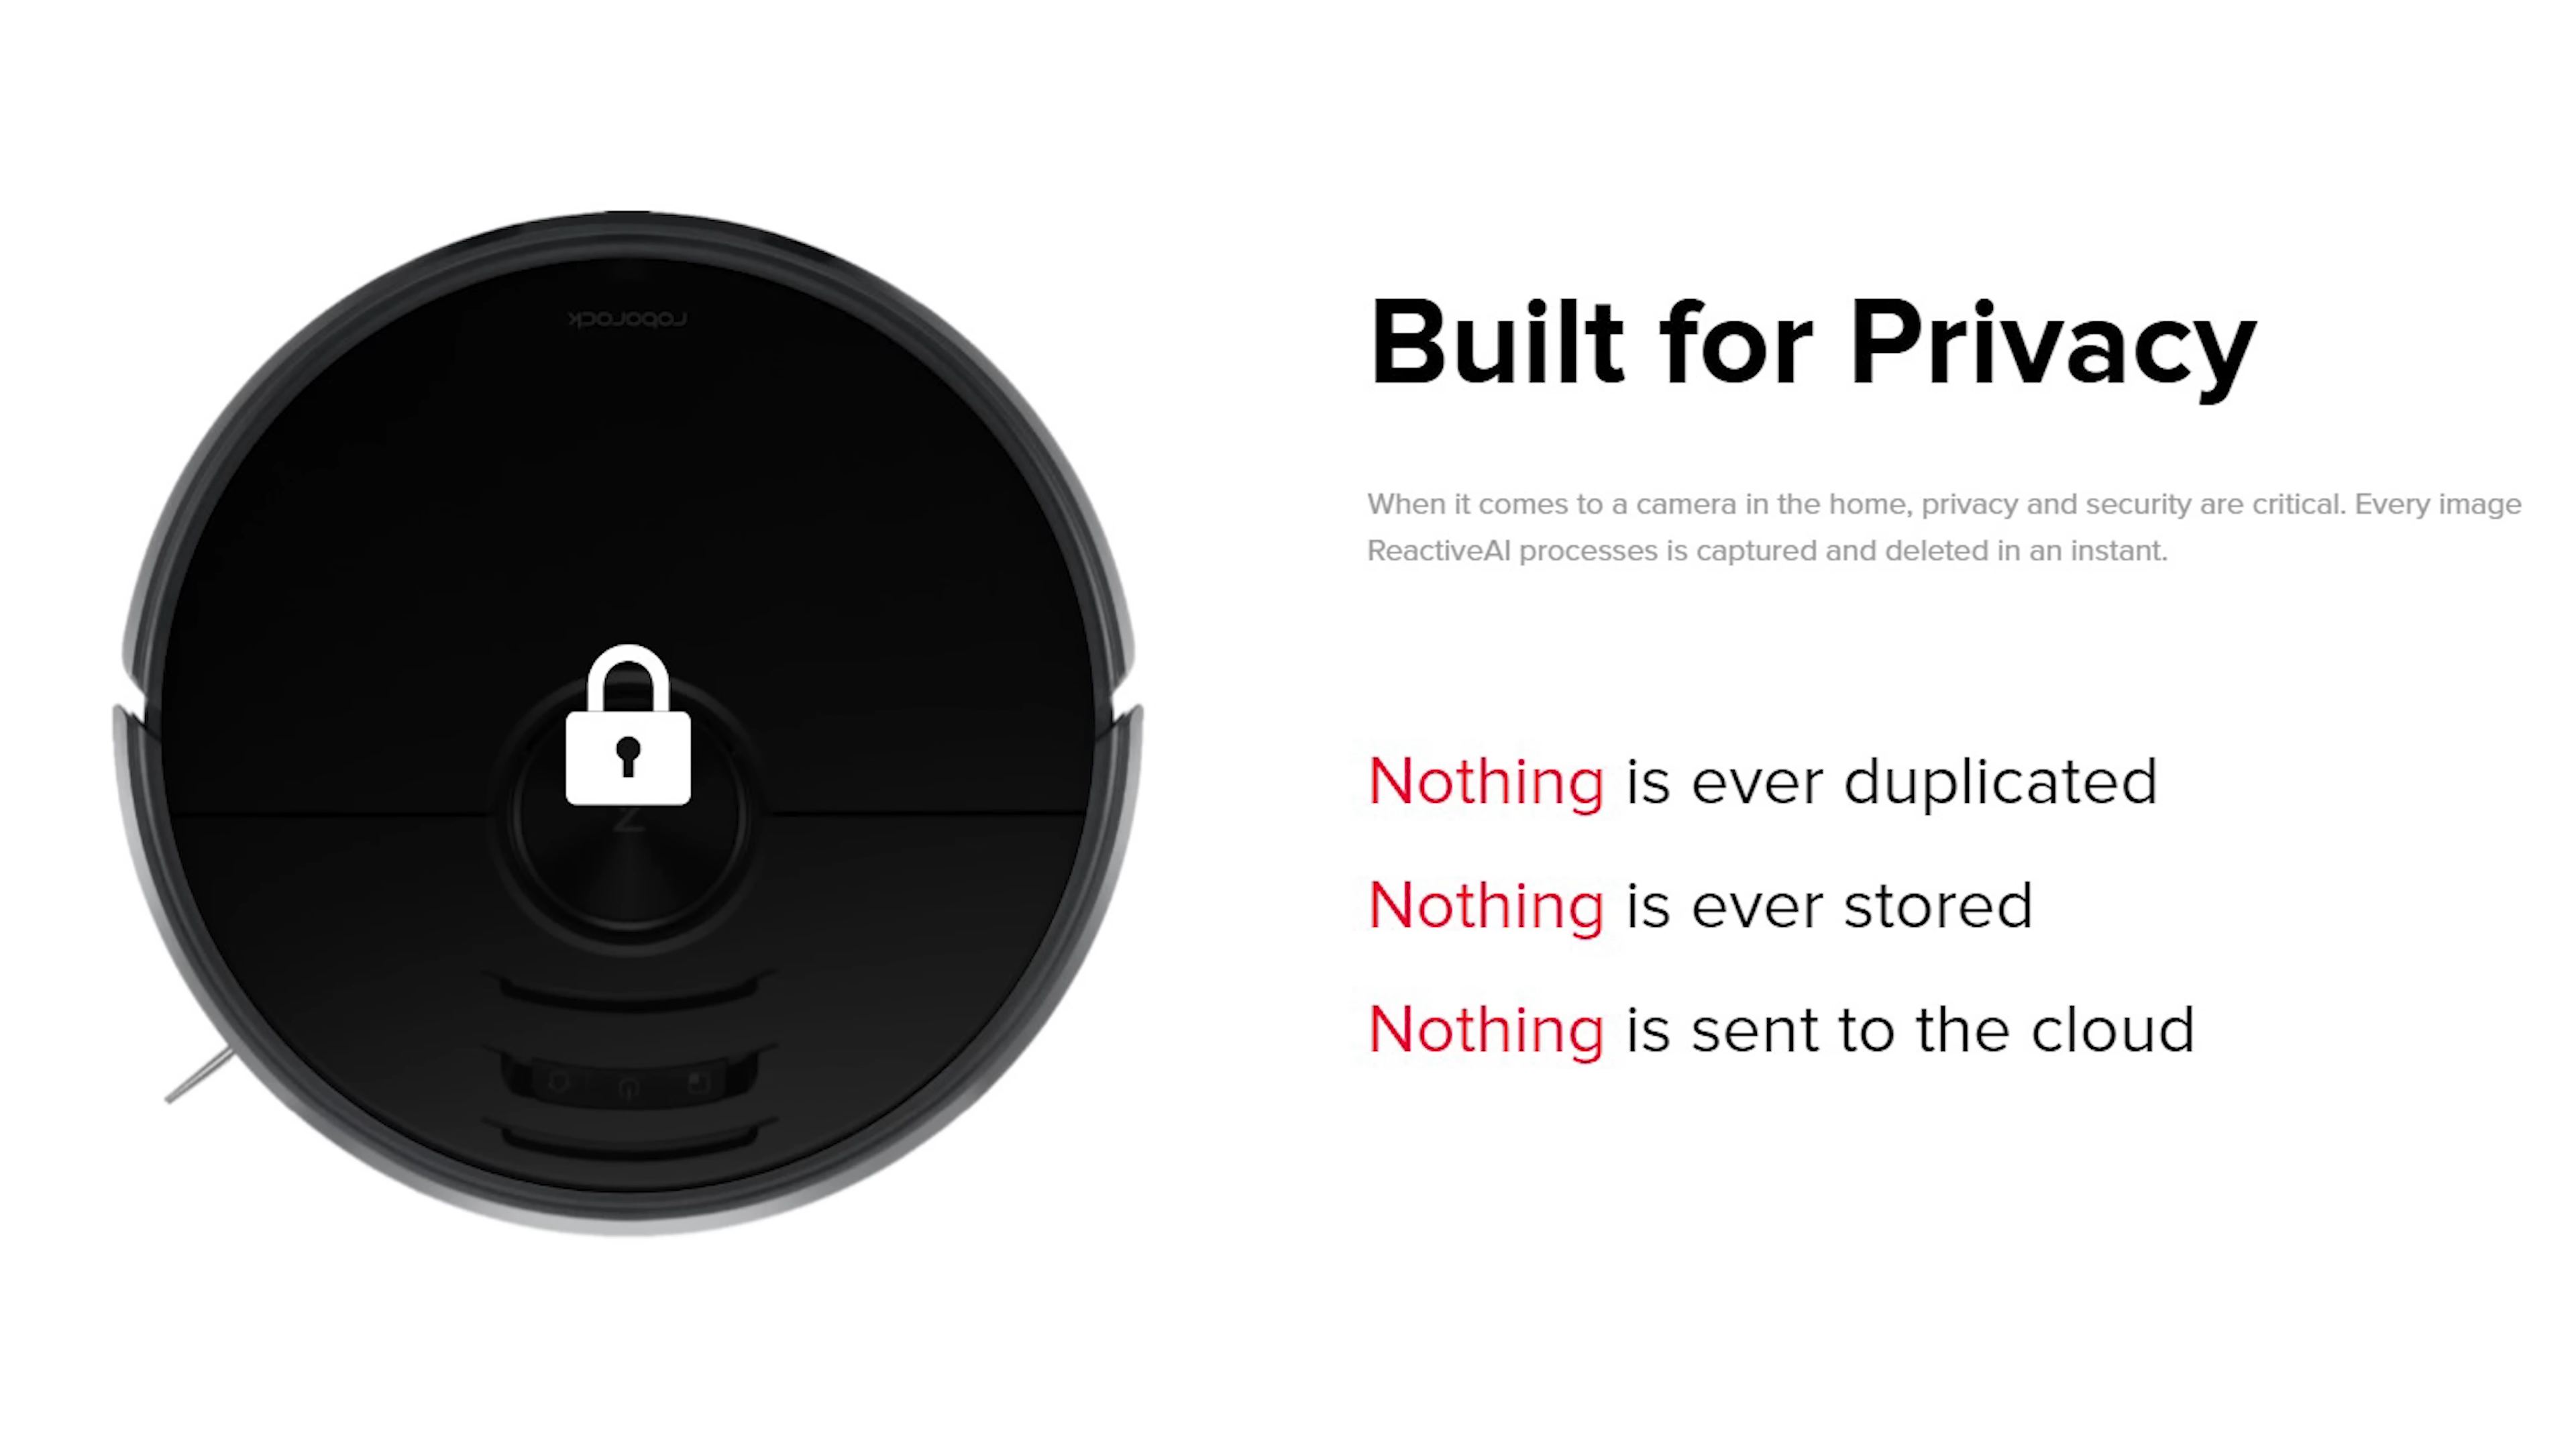 roborock
Built for Privacy
When it comes to a camera in the home, privacy and security are critical. Every image
ReactiveAI processes is captured and deleted in an instant.
Nothing is ever duplicated
Nothing is ever stored
Nothing is sent to the cloud